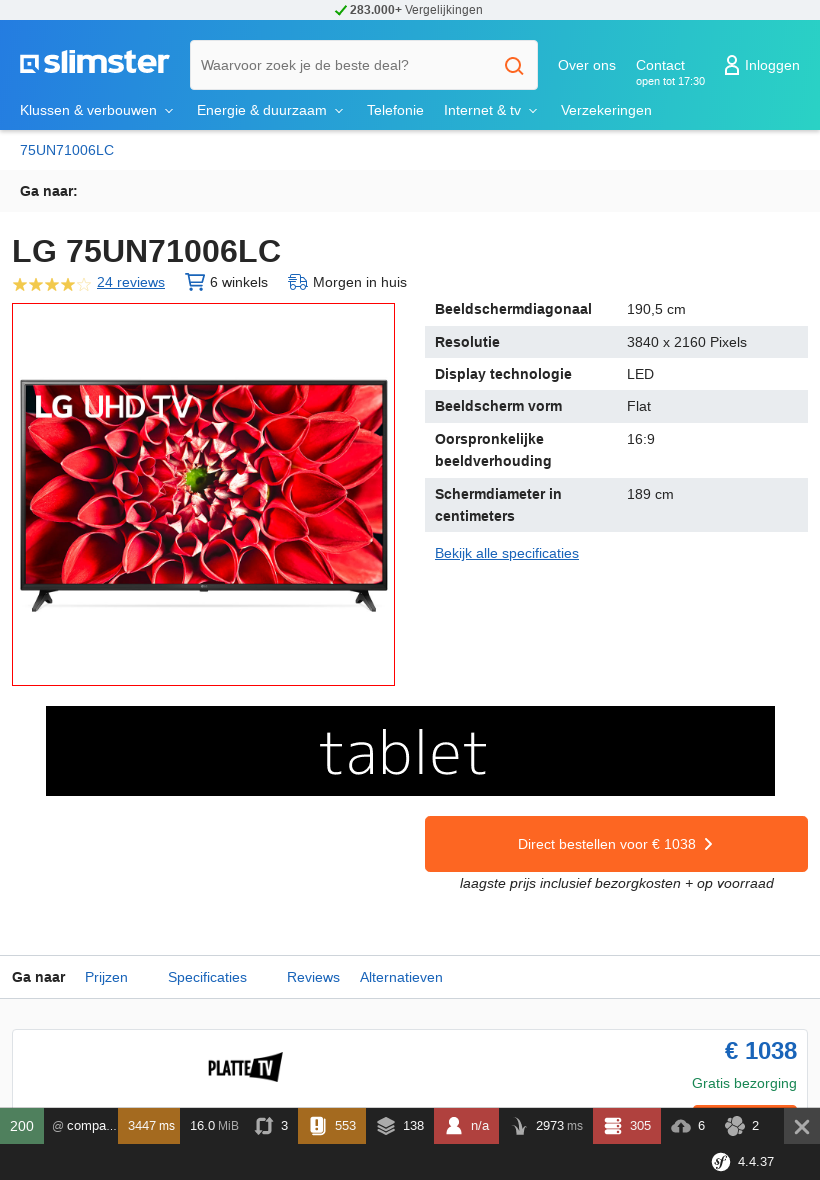 283.000+ Vergelijkingen
slimster
Waarvoor zoek je de beste deal?
Over ons
Contact
open tot 17:30
Inloggen
Klussen & verbouwen
Energie & duurzaam
Telefonie
Internet & tv
Verzekeringen
75UN71006LC
Ga naar:
LG 75UN71006LC
24 reviews
6 winkels
Morgen in huis
LG UHD TV
Beeldschermdiagonaal 190,5 cm
Resolutie 3840 x 2160 Pixels
Display technologie LED
Beeldscherm vorm Flat
Oorspronkelijke 16:9
beeldverhouding
Schermdiameter in 189 cm
centimeters
Bekijk alle specificaties
tablet
Direct bestellen voor € 1038
laagste prijs inclusief bezorgkosten + op voorraad
Ga naar Prijzen Specificaties Reviews Alternatieven
PLATTE TV
€ 1038
Gratis bezorging
200 @ compa... 3447 ms 16.0 MiB 3 553 138 n/a 2973 ms 305 6 2
sf 4.4.37